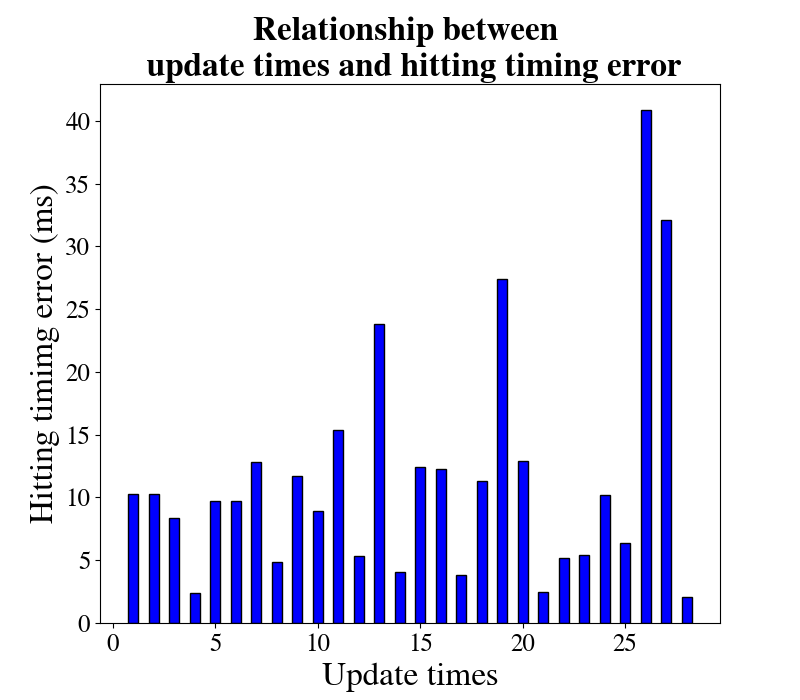 Relationship between
update times and hitting timing error
Hitting timimg error (ms)
40
35
30
25
20
15
10
5
0
0 5 10 15 20 25
Update times